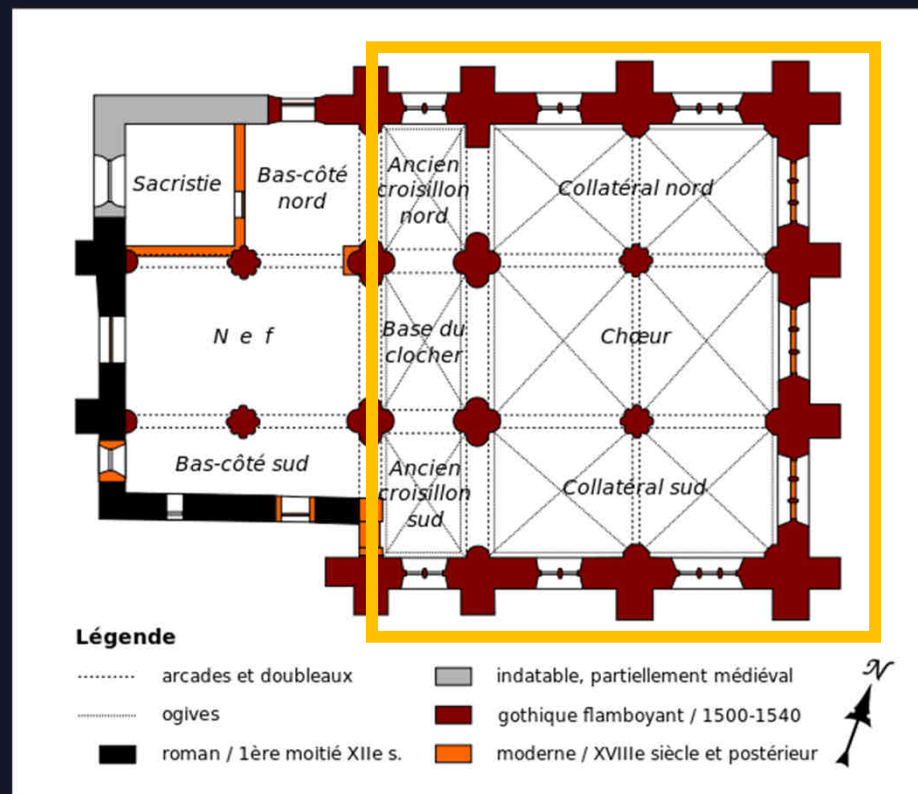 Sacristie
Bas-côté
nord
Ancien
croisillon
nord
Collatéral nord
N e f
Base du
clocher
Chœur
Bas-côté sud
Ancien
croisillon
sud
Collatéral sud
Légende
arcades et doubleaux
ogives
roman / 1ère moitié XIIe s.
indatable, partiellement médiéval
gothique flamboyant / 1500-1540
moderne / XVIIIe siècle et postérieur
N